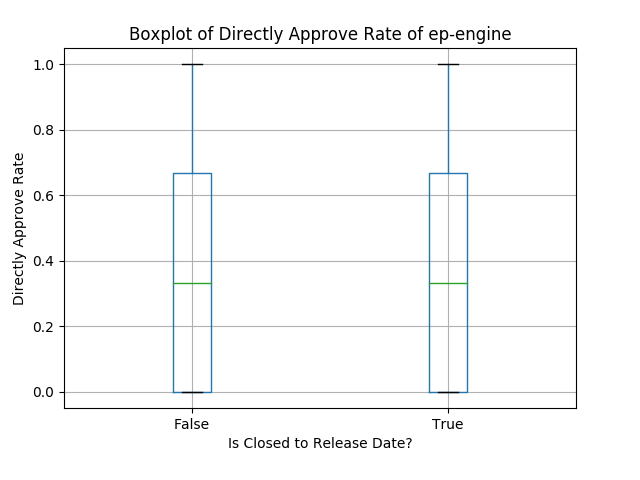 Boxplot of Directly Approve Rate of ep-engine
1.0
0.8
0.6
0.4
0.2
0.0
Directly Approve Rate
False True
Is Closed to Release Date?